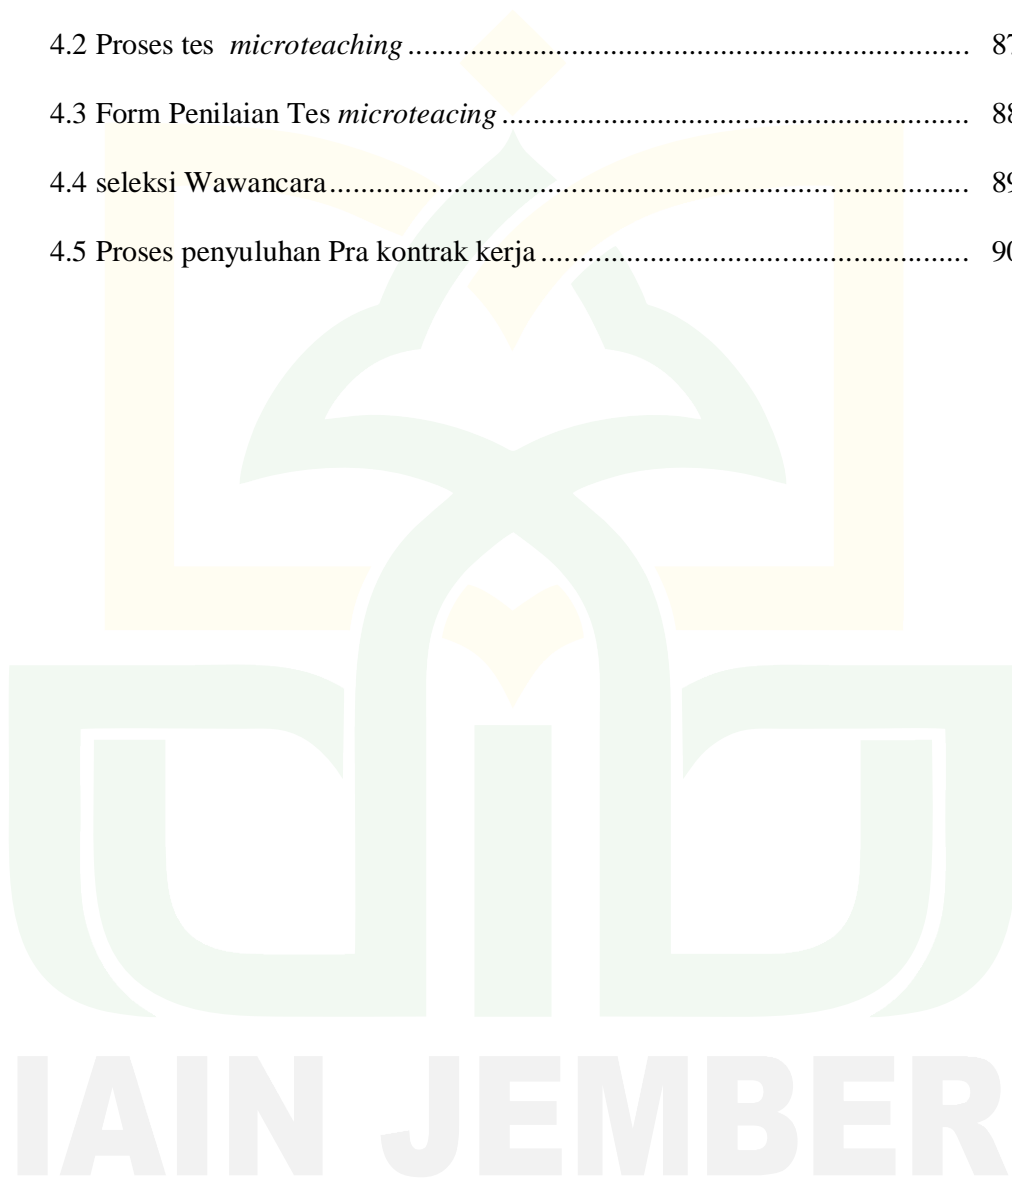 4.2 Proses tes microteaching ........................................................................ 87
4.3 Form Penilaian Tes microteacing ............................................................ 88
4.4 seleksi Wawancara................................................................................... 89
4.5 Proses penyuluhan Pra kontrak kerja ....................................................... 90
IAIN JEMBER